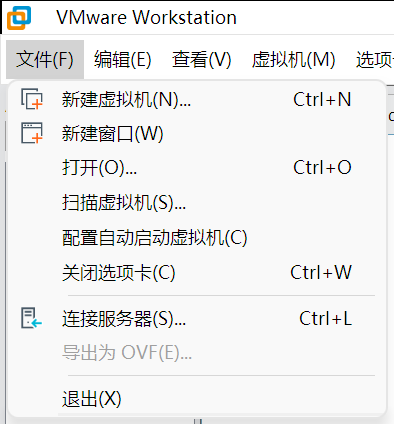 VMware Workstation
文件(F) 编辑(E) 查看(V) 虚拟机(M) 选项
新建虚拟机(N)... Ctrl+N
新建窗口(W)
打开(O)... Ctrl+O
扫描虚拟机(S)...
配置自动启动虚拟机(C)
关闭选项卡(C) Ctrl+W
连接服务器(S)... Ctrl+L
导出为 OVF(E)...
退出(X)